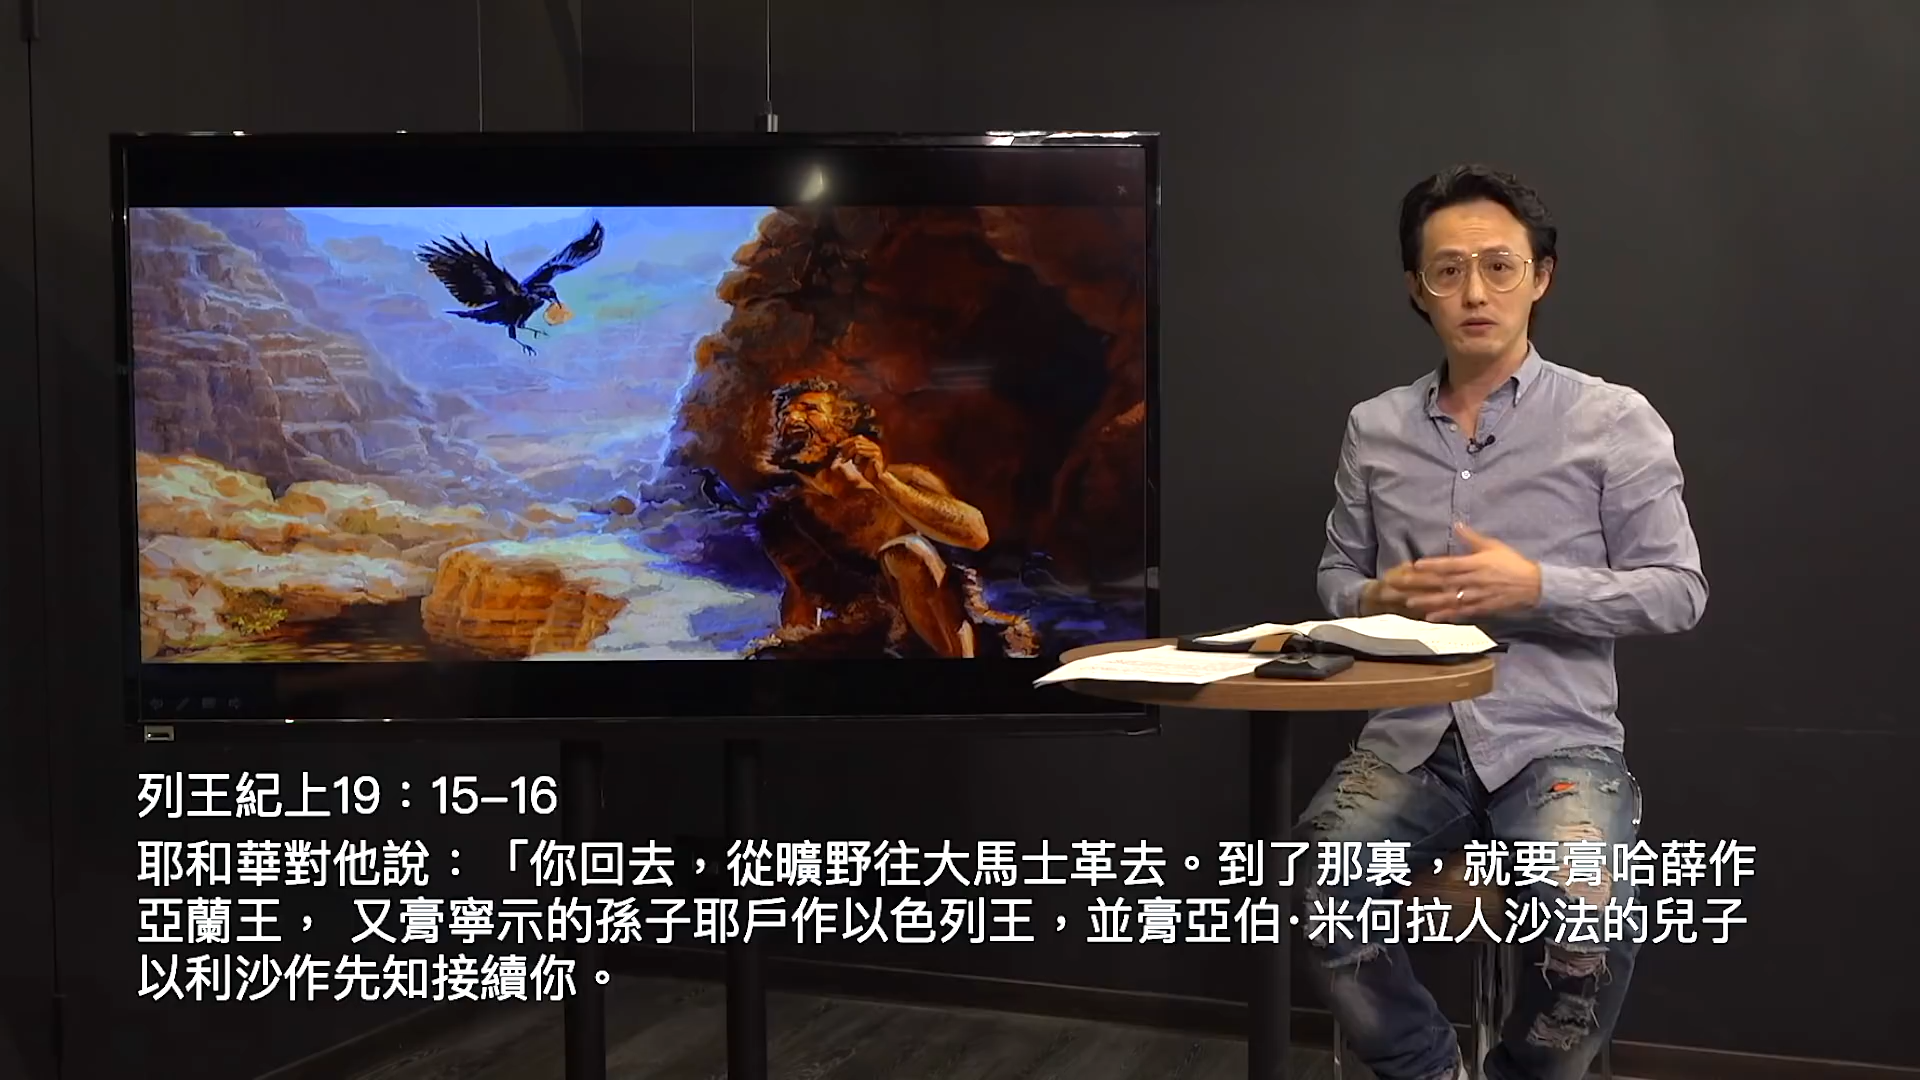 列王紀上19：15-16
耶和華對他說：「你回去，從曠野往大馬士革去。到了那裏，就要膏哈薛作
亞蘭王， 又膏寧示的孫子耶戶作以色列王，並膏亞伯·米何拉人沙法的兒子
以利沙作先知接續你。